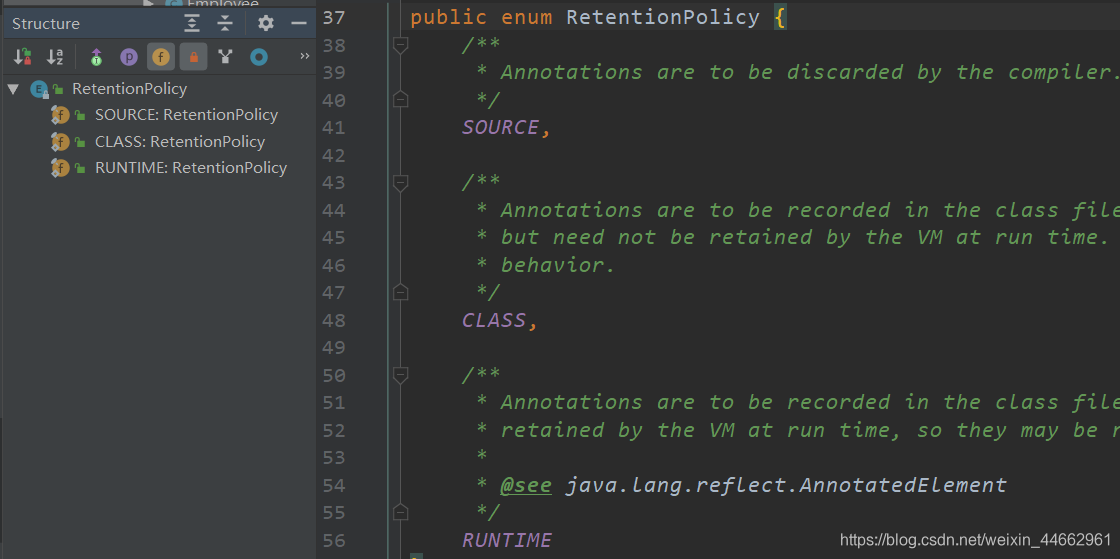 Employee
Structure
RetentionPolicy
SOURCE: RetentionPolicy
CLASS: RetentionPolicy
RUNTIME: RetentionPolicy
37 public enum RetentionPolicy {
38 /**
39 * Annotations are to be discarded by the compiler.
40 */
41 SOURCE,
42
43 /**
44 * Annotations are to be recorded in the class file
45 * but need not be retained by the VM at run time.
46 * behavior.
47 */
48 CLASS,
49
50 /**
51 * Annotations are to be recorded in the class file
52 * retained by the VM at run time, so they may be
53 *
54 * @see java.lang.reflect.AnnotatedElement
55 */
56 RUNTIME
https://blog.csdn.net/weixin_44662961